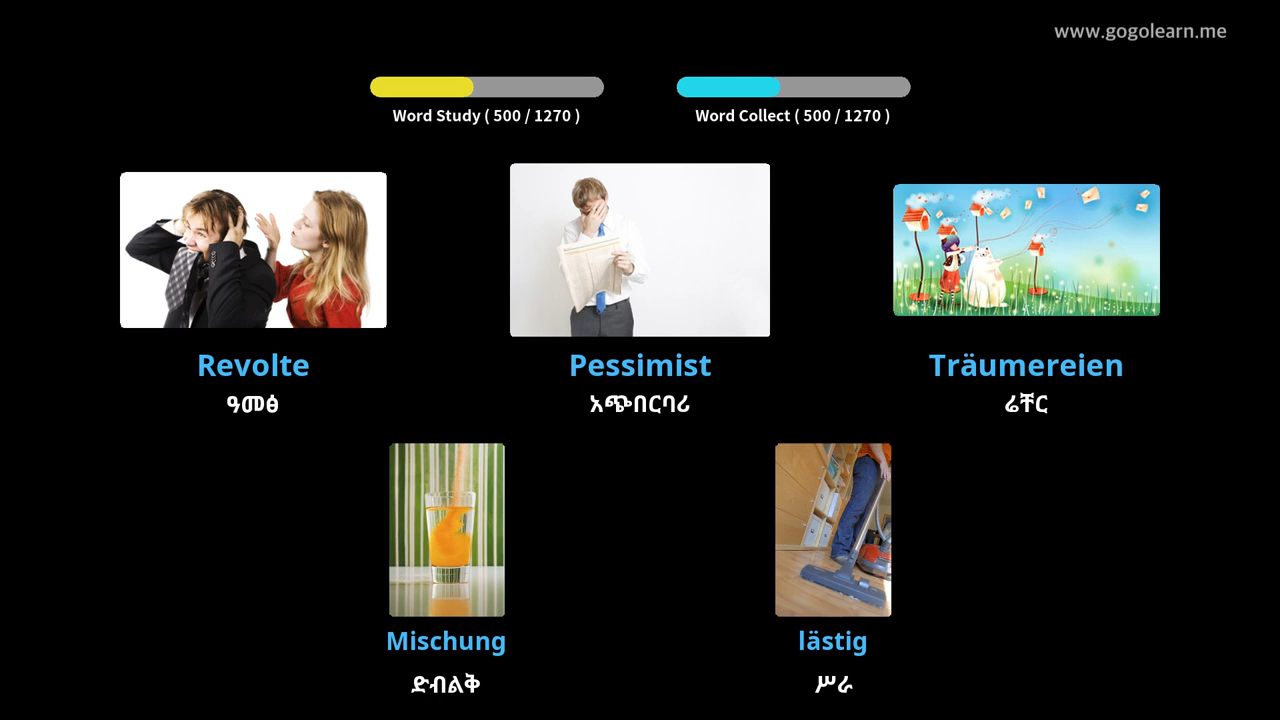 www.gogolearn.me
Word Study ( 500 / 1270 )
Word Collect ( 500 / 1270 )
Revolte
Pessimist
Träumereien
ዓመፅ
አጭበርባሪ
ሬቸር
Mischung
lästig
ድብልቅ
ሥራ